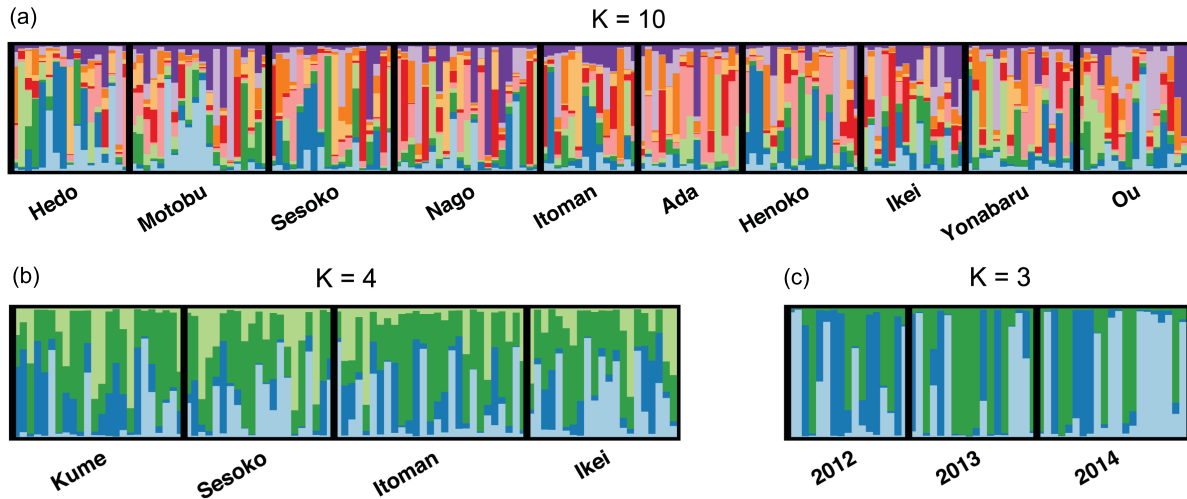 (a)
K = 10
Hedo
Motobu
Sesoko
Nago
Itoman
Ada
Henoko
Ikei
Yonabaru
Ou
(b)
K = 4
Kume
Sesoko
Itoman
Ikei
(c)
K = 3
2012
2013
2014